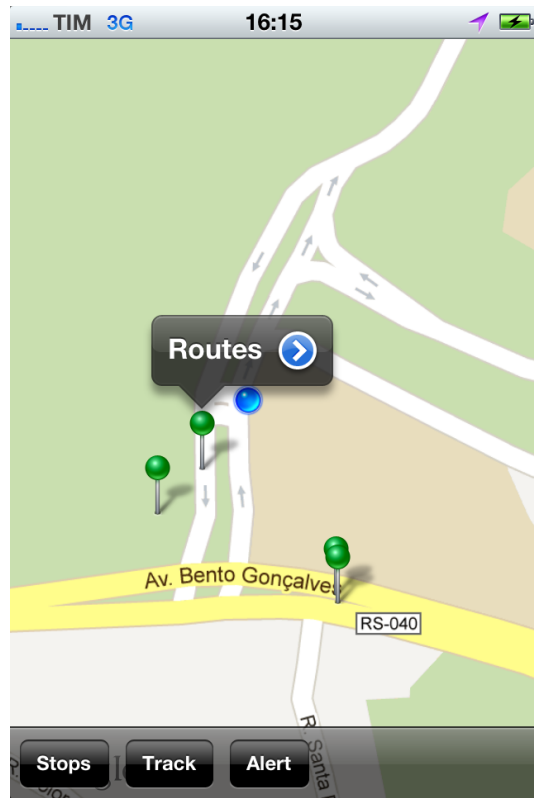 TIM 3G 16:15
Routes
Av. Bento Gonçalves
RS-040
R. Santa
Stops Track Alert